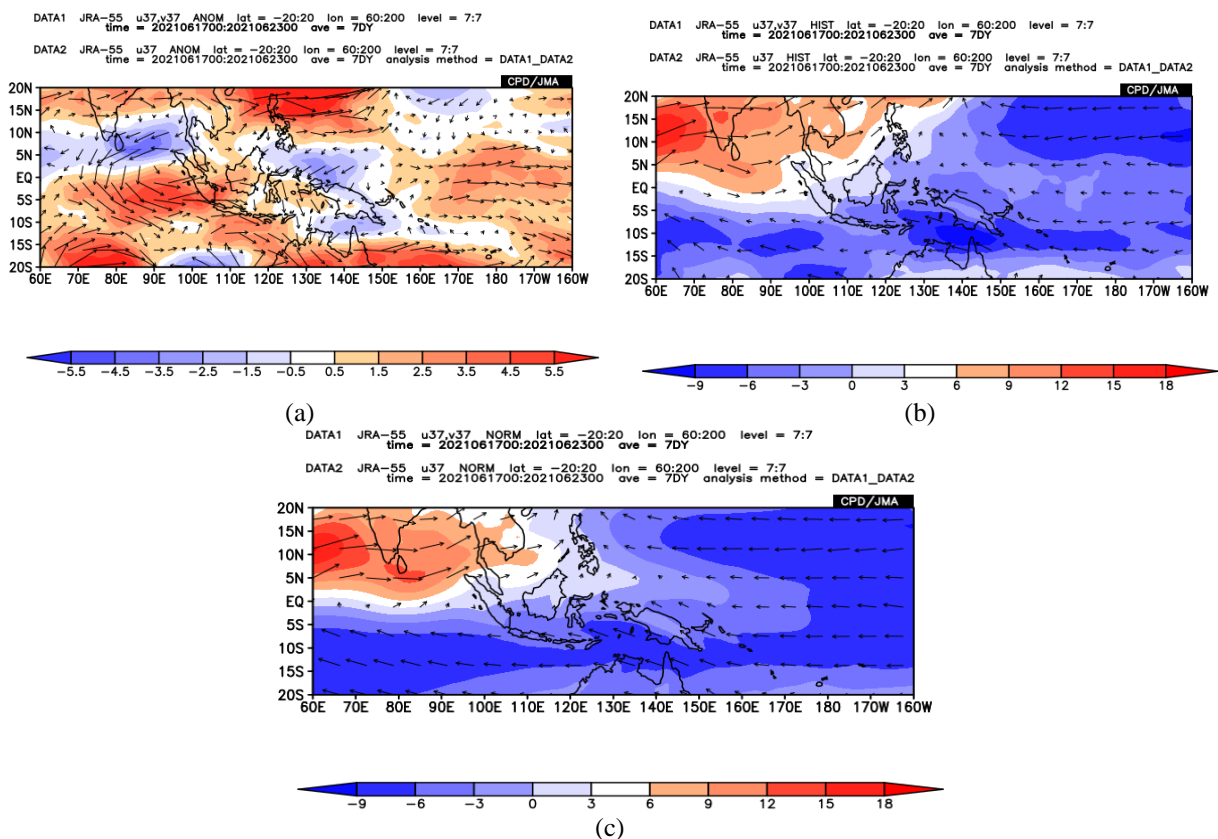 DATA1 JRA-55 u37,v37 ANOM lat = -20:20 lon = 60:200 level = 7:7
time = 2021061700:2021062300 ave = 7DY
DATA2 JRA-55 u37 ANOM lat = -20:20 lon = 60:200 level = 7:7
time = 2021061700:2021062300 ave = 7DY analysis method = DATA1_DATA2
CPD/JMA
20N
15N
10N
5N
EQ
5S
10S
15S
20S
60E 70E 80E 90E 100E 110E 120E 130E 140E 150E 160E 170E 180 170W 160W
-5.5 -4.5 -3.5 -2.5 -1.5 -0.5 0.5 1.5 2.5 3.5 4.5 5.5
(a)
DATA1 JRA-55 u37,v37 HIST lat = -20:20 lon = 60:200 level = 7:7
time = 2021061700:2021062300 ave = 7DY
DATA2 JRA-55 u37 HIST lat = -20:20 lon = 60:200 level = 7:7
time = 2021061700:2021062300 ave = 7DY analysis method = DATA1_DATA2
CPD/JMA
20N
15N
10N
5N
EQ
5S
10S
15S
20S
60E 70E 80E 90E 100E 110E 120E 130E 140E 150E 160E 170E 180 170W 160W
-9 -6 -3 0 3 6 9 12 15 18
(b)
DATA1 JRA-55 u37,v37 NORM lat = -20:20 lon = 60:200 level = 7:7
time = 2021061700:2021062300 ave = 7DY
DATA2 JRA-55 u37 NORM lat = -20:20 lon = 60:200 level = 7:7
time = 2021061700:2021062300 ave = 7DY analysis method = DATA1_DATA2
CPD/JMA
20N
15N
10N
5N
EQ
5S
10S
15S
20S
60E 70E 80E 90E 100E 110E 120E 130E 140E 150E 160E 170E 180 170W 160W
-9 -6 -3 0 3 6 9 12 15 18
(c)